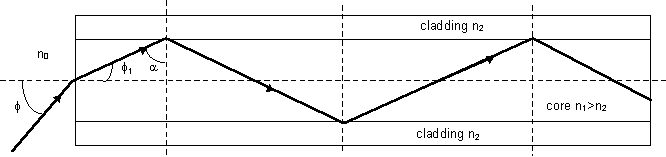 cladding n2
n0
ϕ1
α
ϕ
core n1>n2
cladding n2